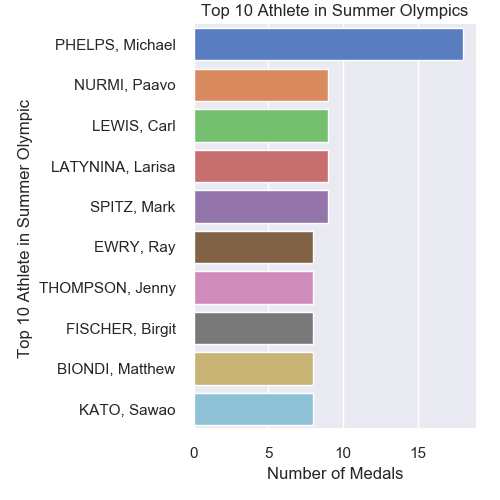 Top 10 Athlete in Summer Olympics
Top 10 Athlete in Summer Olympic
PHELPS, Michael
NURMI, Paavo
LEWIS, Carl
LATYNINA, Larisa
SPITZ, Mark
EWRY, Ray
THOMPSON, Jenny
FISCHER, Birgit
BIONDI, Matthew
KATO, Sawao
0 5 10 15
Number of Medals